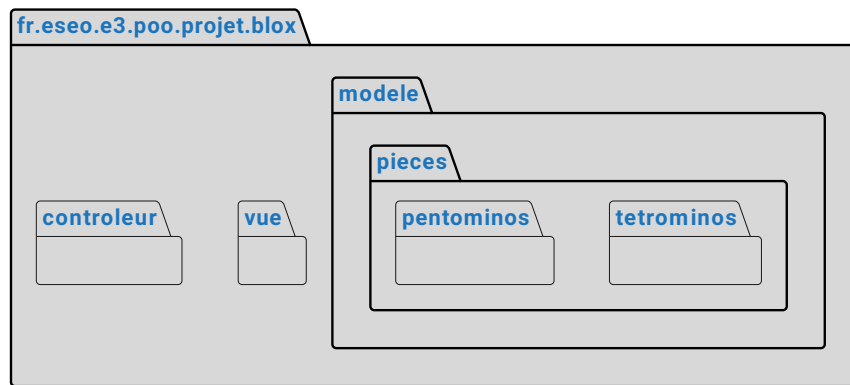 fr.eseo.e3.poo.projet.blox
modele
pieces
controleur
vue
pentominos
tetrominos